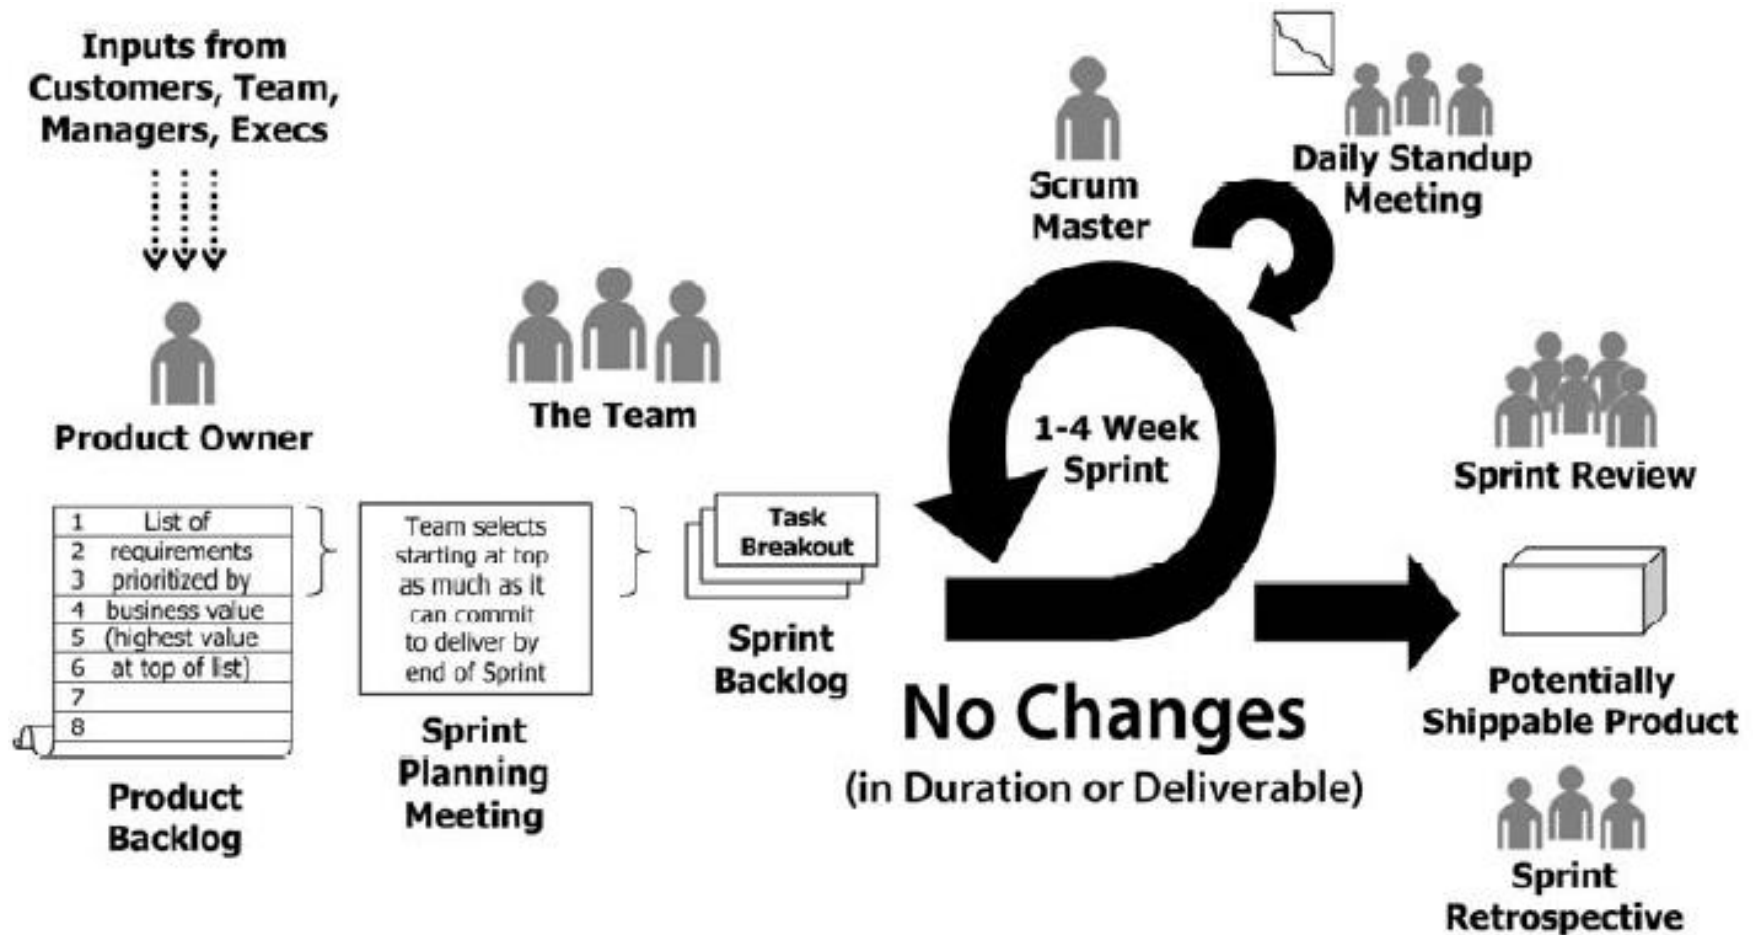 Inputs from
Customers, Team,
Managers, Execs
Product Owner
The Team
Scrum
Master
Daily Standup
Meeting
1-4 Week
Sprint
Sprint Review
1 List of
2 requirements
3 prioritized by
4 business value
5 (highest value
6 at top of list)
7
8
Product
Backlog
Team selects
starting at top
as much as it
can commit
to deliver by
end of Sprint
Sprint
Planning
Meeting
Task
Breakout
Sprint
Backlog
No Changes
(in Duration or Deliverable)
Potentially
Shippable Product
Sprint
Retrospective